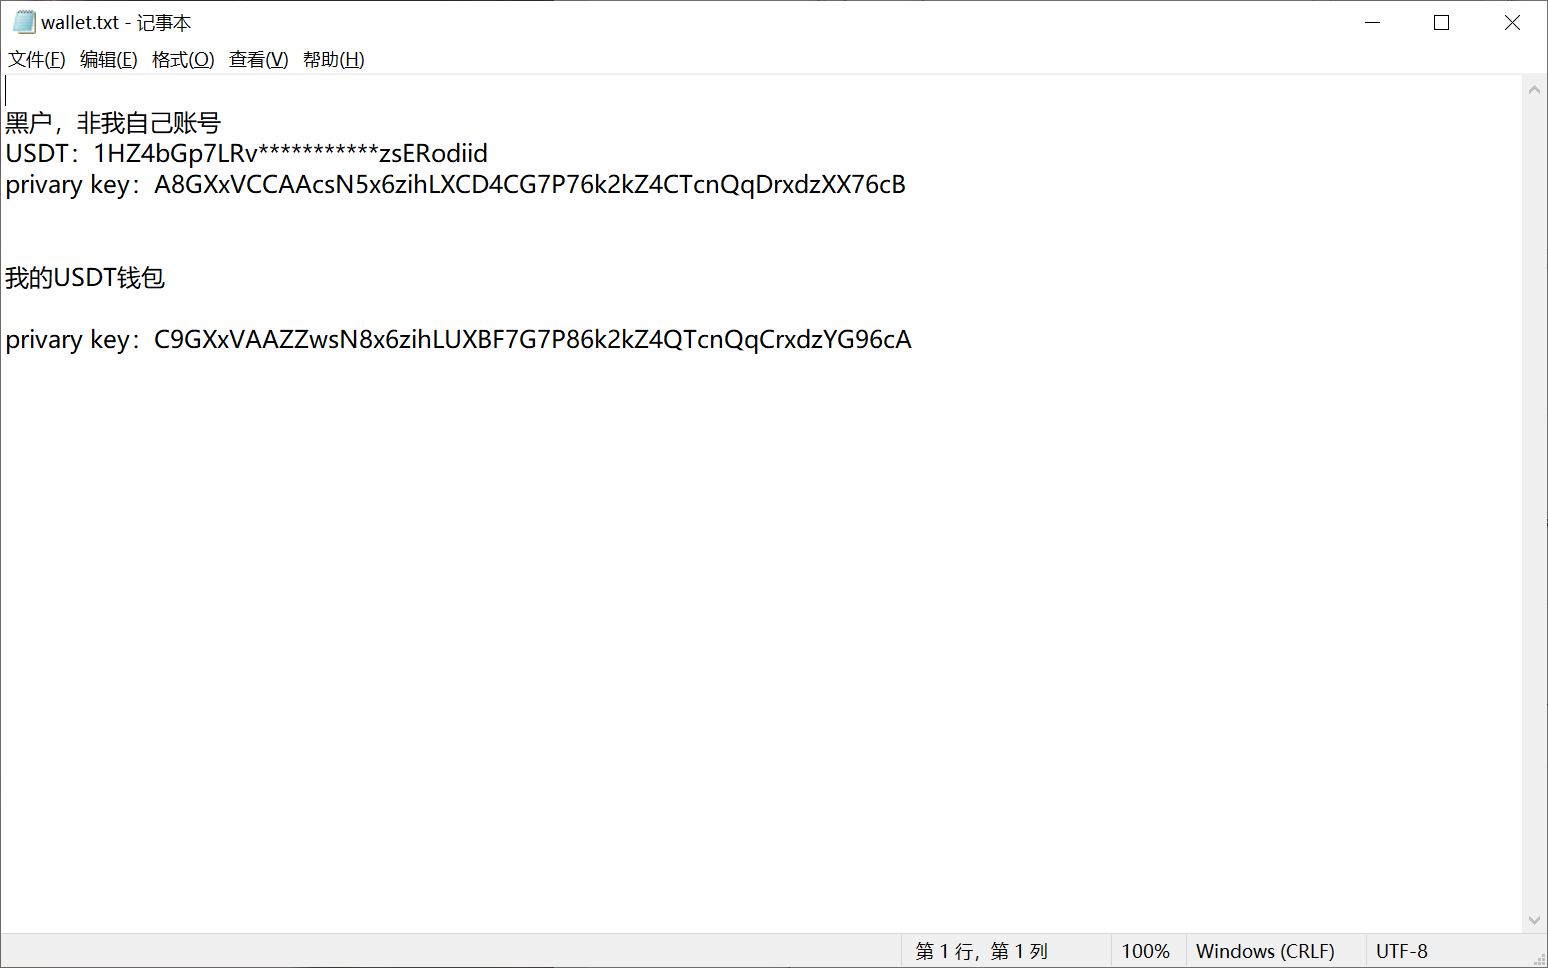 wallet.txt - 记事本
文件(F) 编辑(E) 格式(O) 查看(V) 帮助(H)
黑户，非我自己账号
USDT：1HZ4bGp7LRv***********zsERodiid
privary key：A8GXxVCCAAcsN5x6zihLXCD4CG7P76k2kZ4CTcnQqDrxdzXX76cB
我的USDT钱包
privary key：C9GXxVAAZZwsN8x6zihLUXBF7G7P86k2kZ4QTcnQqCrxdzYG96cA
第 1 行，第 1 列 100% Windows (CRLF) UTF-8